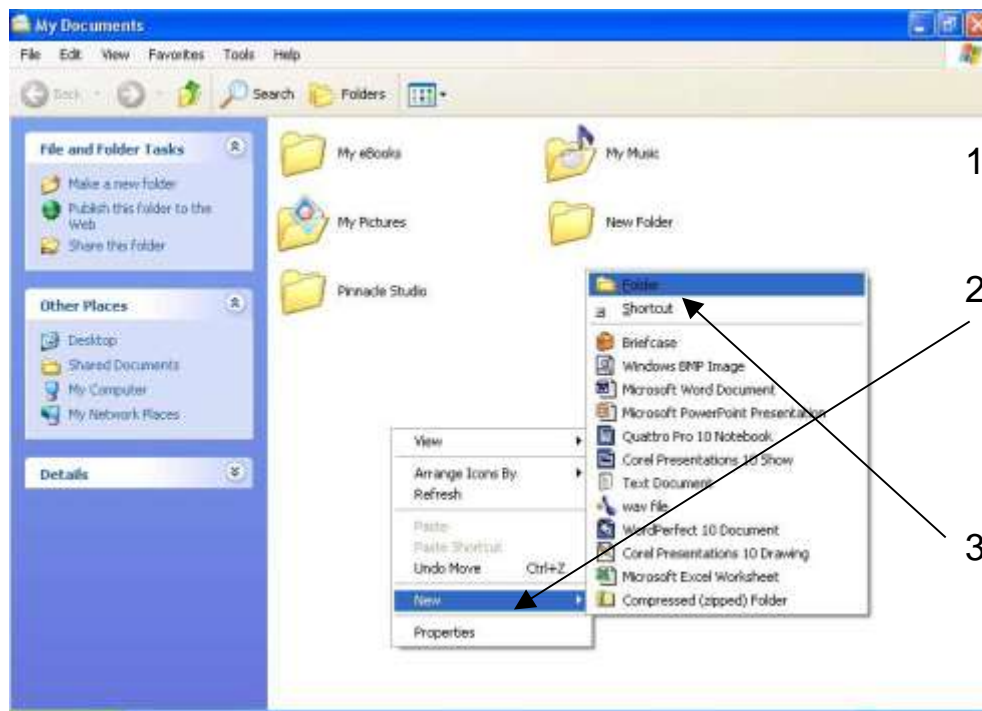 My Documents
File Edit View Favorites Tools Help
Back Search Folders
File and Folder Tasks
Make a new folder
Publish this folder to the
Web
Share this folder
Other Places
Desktop
Shared Documents
My Computer
My Network Places
Details
My eBooks
My Music
My Pictures
New Folder
Pinnacle Studio
1
2
3
View
Arrange Icons By
Refresh
Paste
Paste Shortcut
Undo Move Ctrl+Z
New
Properties
Folder
Shortcut
Briefcase
Windows BMP Image
Microsoft Word Document
Microsoft PowerPoint Presentation
Quattro Pro 10 Notebook
Corel Presentations 10 Show
Text Document
wav file
WordPerfect 10 Document
Corel Presentations 10 Drawing
Microsoft Excel Worksheet
Compressed (zipped) Folder